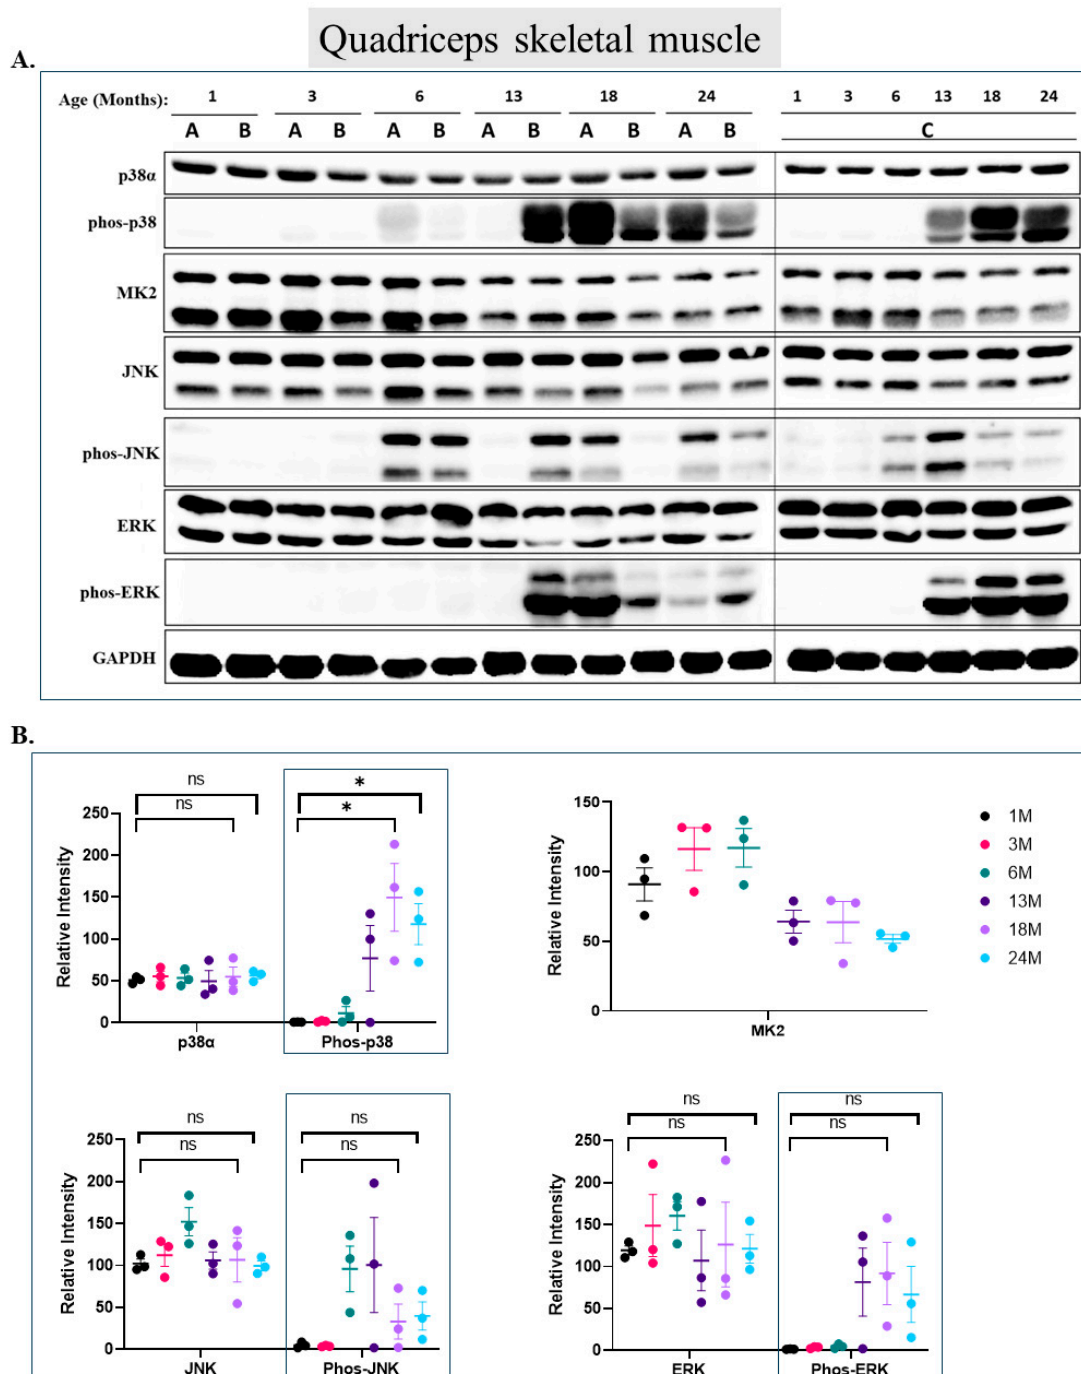 Quadriceps skeletal muscle
A.
Age (Months): 1 3 6 13 18 24 1 3 6 13 18 24
A B A B A B A B A B A B C
p38α
phos-p38
MK2
JNK
phos-JNK
ERK
phos-ERK
GAPDH
B.
ns
ns
*
*
Relative Intensity
250
200
150
100
50
0
p38α Phos-p38
Relative Intensity
150
100
50
0
MK2
1M
3M
6M
13M
18M
24M
ns
ns
ns
ns
Relative Intensity
250
200
150
100
50
0
JNK Phos-JNK
ns
ns
ns
ns
Relative Intensity
250
200
150
100
50
0
ERK Phos-ERK